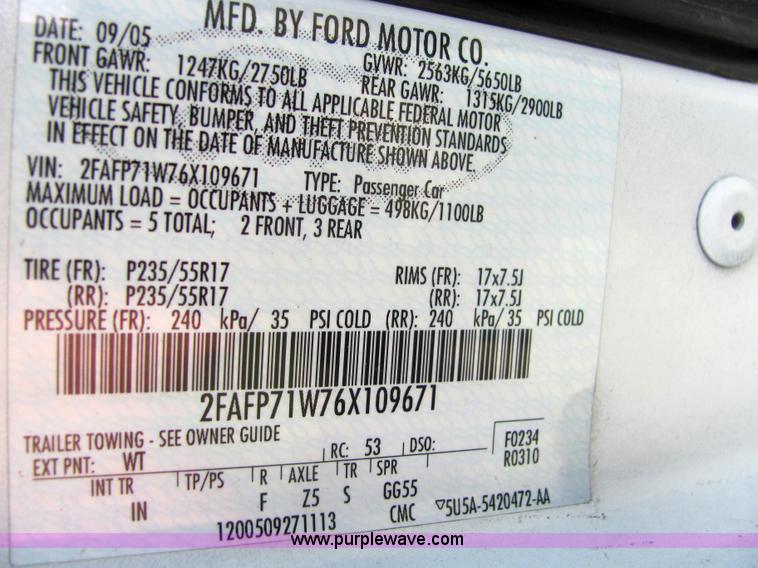 DATE: 09/05 MFD. BY FORD MOTOR CO.
FRONT GAWR: 1247KG/2750LB GVWR: 2563KG/5650LB
REAR GAWR: 1315KG/2900LB
THIS VEHICLE CONFORMS TO ALL APPLICABLE FEDERAL MOTOR
VEHICLE SAFETY, BUMPER, AND THEFT PREVENTION STANDARDS
IN EFFECT ON THE DATE OF MANUFACTURE SHOWN ABOVE.
VIN: 2FAFP71W76X109671 TYPE: Passenger Car
MAXIMUM LOAD = OCCUPANTS + LUGGAGE = 498KG/1100LB
OCCUPANTS = 5 TOTAL; 2 FRONT, 3 REAR
TIRE (FR): P235/55R17 RIMS (FR): 17x7.5J
(RR): P235/55R17 (RR): 17x7.5J
PRESSURE (FR): 240 kPa/ 35 PSI COLD (RR): 240 kPa/ 35 PSI COLD
2FAFP71W76X109671
TRAILER TOWING - SEE OWNER GUIDE
EXT PNT: WT RC: 53 DSO: F0234
R0310
INT TR TP/PS R AXLE TR SPR
IN F Z5 S GG55
1200509271113 CMC ▽5U5A-5420472-AA
www.purplewave.com